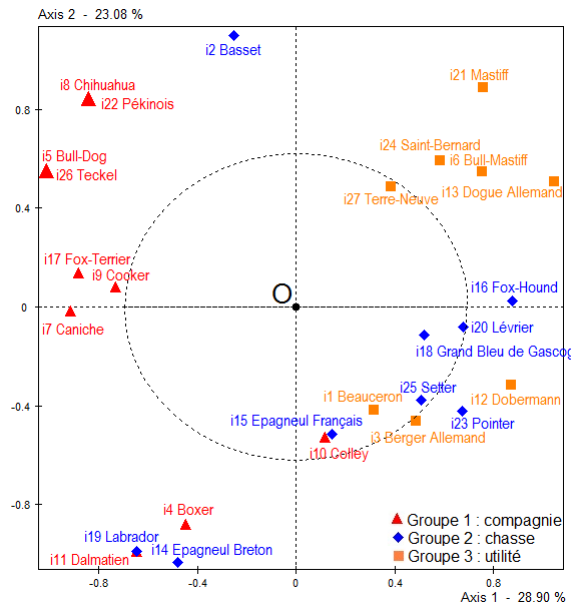 Axis 2 - 23.08 %
i2 Basset
i21 Mastiff
i8 Chihuahua
i22 Pékinois
0.8
i24 Saint-Bernard
i5 Bull-Dog
i6 Bull-Mastiff
i26 Teckel
i13 Dogue Allemand
i27 Terre-Neuve
0.4
i17 Fox-Terrier
i9 Cooker
i16 Fox-Hound
O
0
i7 Caniche
i20 Lévrier
i18 Grand Bleu de Gascog
i1 Beauceron
i25 Setter
i12 Dobermann
-0.4
i15 Epagneul Français
i23 Pointer
i3 Berger Allemand
i10 Colley
-0.8
i4 Boxer
i19 Labrador
i14 Epagneul Breton
i11 Dalmatien
Groupe 1 : compagnie
Groupe 2 : chasse
Groupe 3 : utilité
-0.8 -0.4 0 0.4 0.8
Axis 1 - 28.90 %